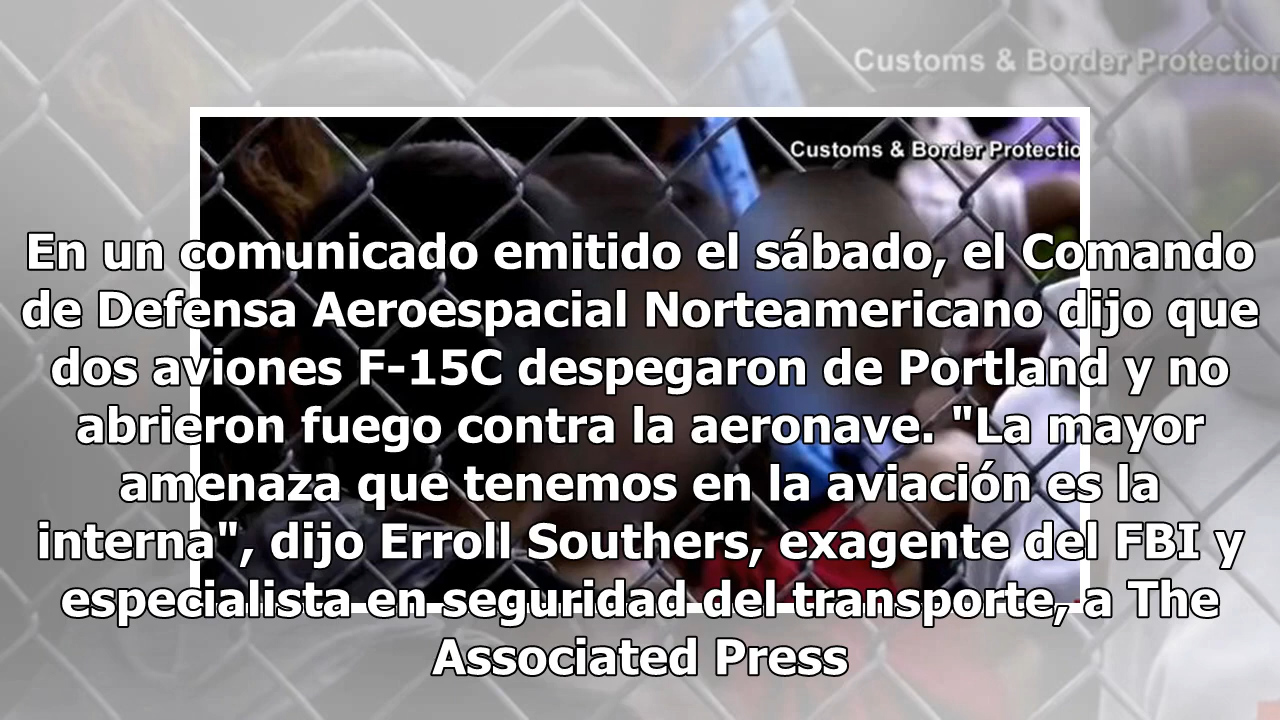 Customs & Border Protection
Customs & Border Protectio
En un comunicado emitido el sábado, el Comando
de Defensa Aeroespacial Norteamericano dijo que
dos aviones F-15C despegaron de Portland y no
abrieron fuego contra la aeronave. "La mayor
amenaza que tenemos en la aviación es la
interna", dijo Erroll Southers, exagente del FBI y
especialista en seguridad del transporte, a The
Associated Press